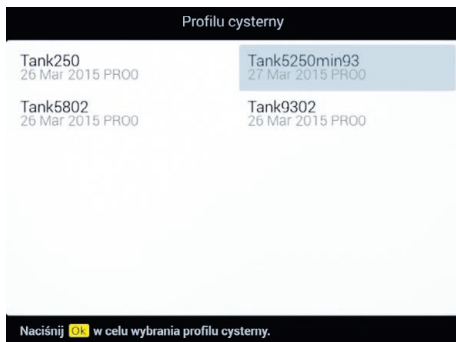 Profilu cysterny
Tank250
26 Mar 2015 PRO0
Tank5250min93
27 Mar 2015 PRO0
Tank5802
26 Mar 2015 PRO0
Tank9302
26 Mar 2015 PRO0
Naciśnij Ok w celu wybrania profilu cysterny.